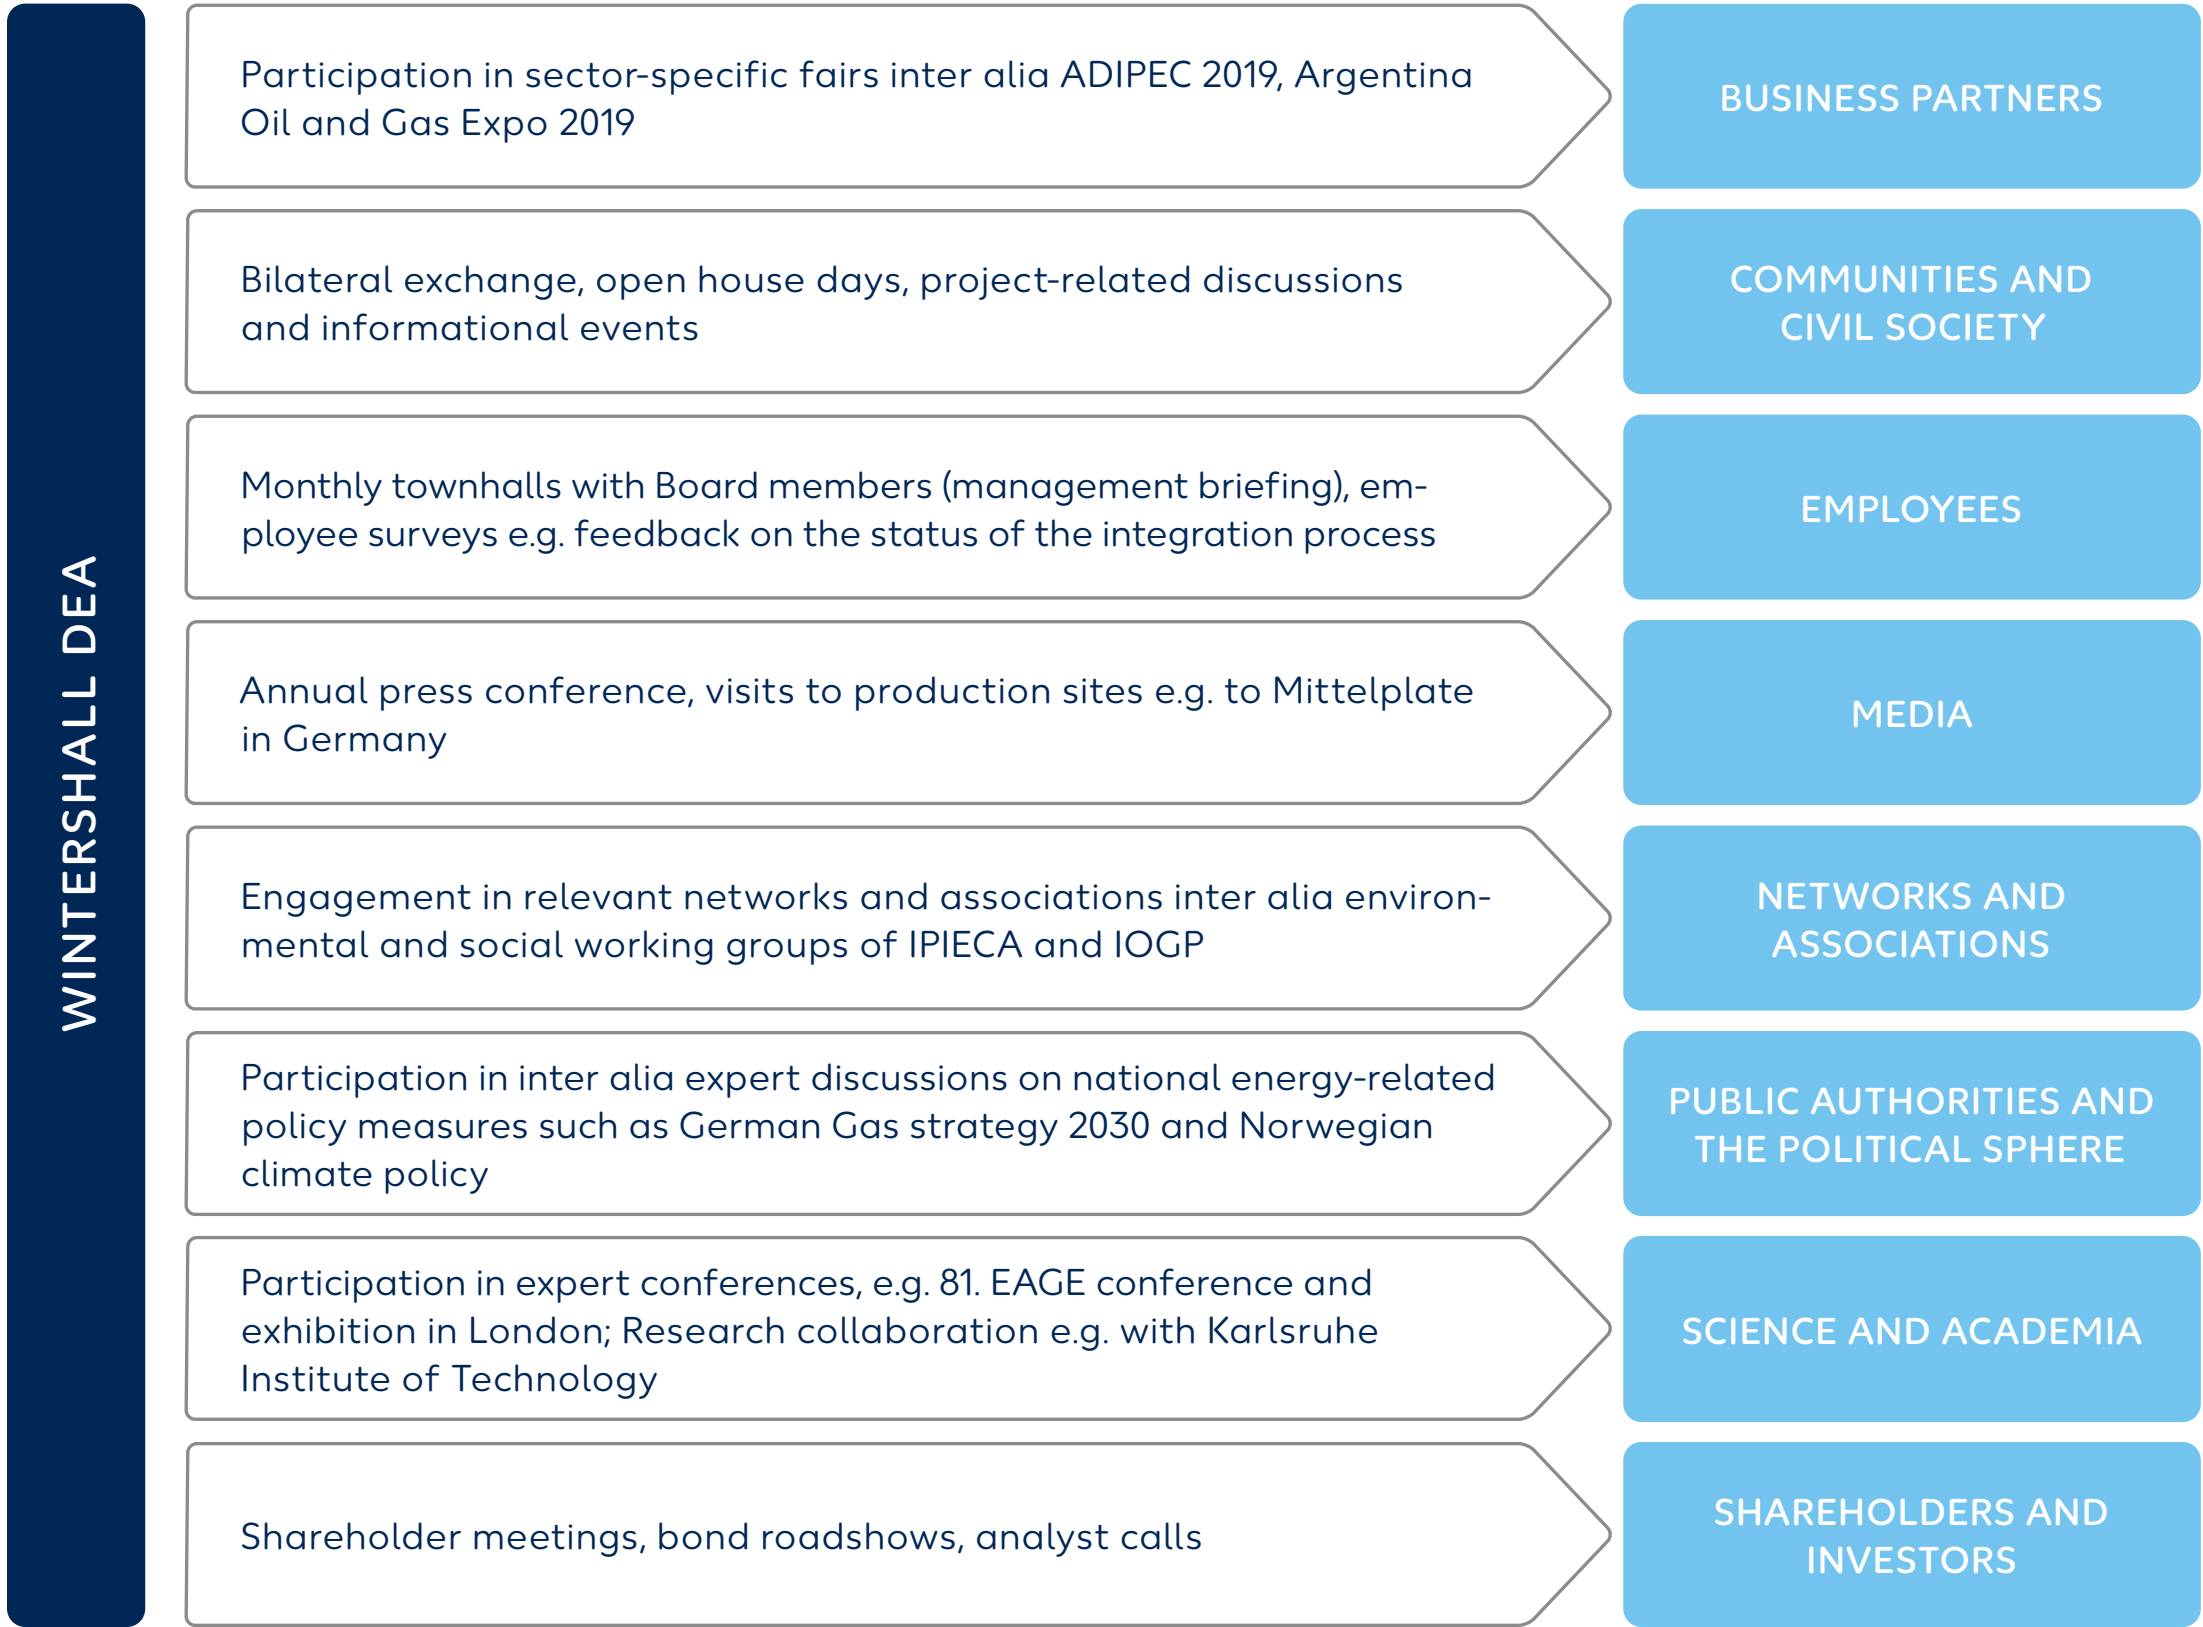 WINTERSHALL DEA
Participation in sector-specific fairs inter alia ADIPEC 2019, Argentina
Oil and Gas Expo 2019
BUSINESS PARTNERS
Bilateral exchange, open house days, project-related discussions
and informational events
COMMUNITIES AND
CIVIL SOCIETY
Monthly townhalls with Board members (management briefing), em-
ployee surveys e.g. feedback on the status of the integration process
EMPLOYEES
Annual press conference, visits to production sites e.g. to Mittelplate
in Germany
MEDIA
Engagement in relevant networks and associations inter alia environ-
mental and social working groups of IPIECA and IOGP
NETWORKS AND
ASSOCIATIONS
Participation in inter alia expert discussions on national energy-related
policy measures such as German Gas strategy 2030 and Norwegian
climate policy
PUBLIC AUTHORITIES AND
THE POLITICAL SPHERE
Participation in expert conferences, e.g. 81. EAGE conference and
exhibition in London; Research collaboration e.g. with Karlsruhe
Institute of Technology
SCIENCE AND ACADEMIA
Shareholder meetings, bond roadshows, analyst calls
SHAREHOLDERS AND
INVESTORS